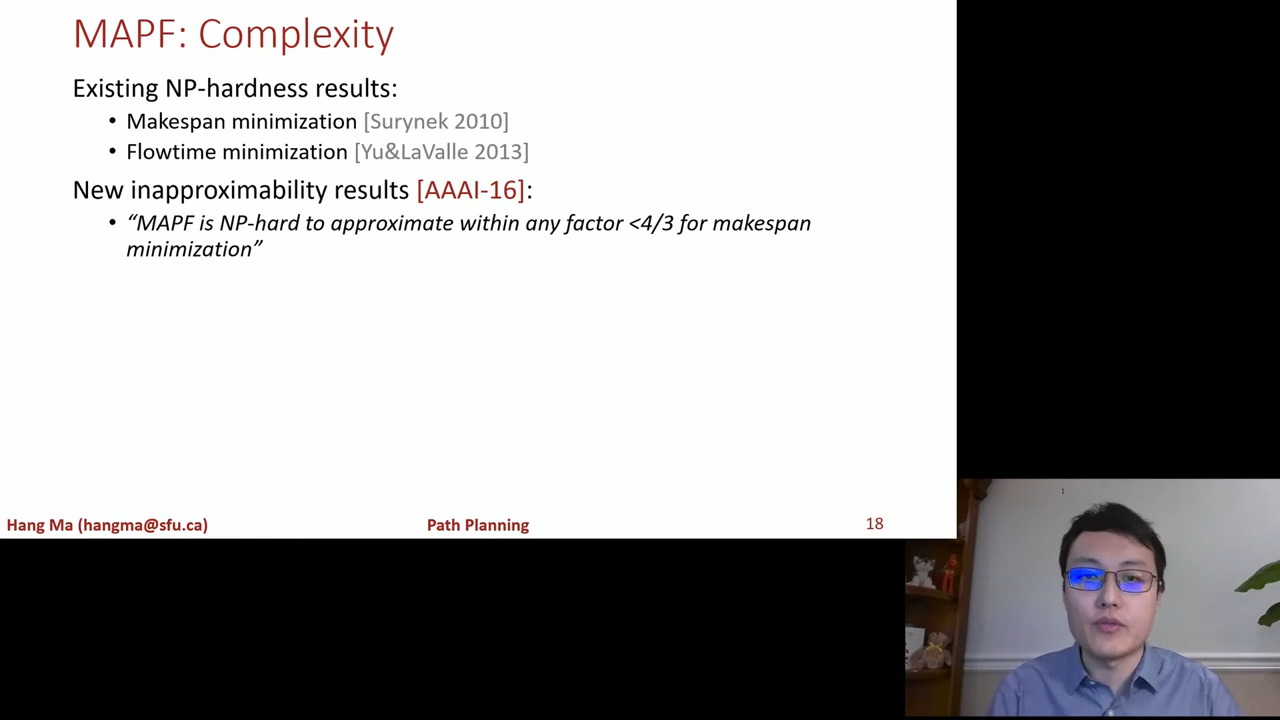 MAPF: Complexity
Existing NP-hardness results:
• Makespan minimization [Surynek 2010]
• Flowtime minimization [Yu&LaValle 2013]
New inapproximability results [AAAI-16]:
• “MAPF is NP-hard to approximate within any factor <4/3 for makespan
minimization”
Hang Ma (hangma@sfu.ca) Path Planning 18